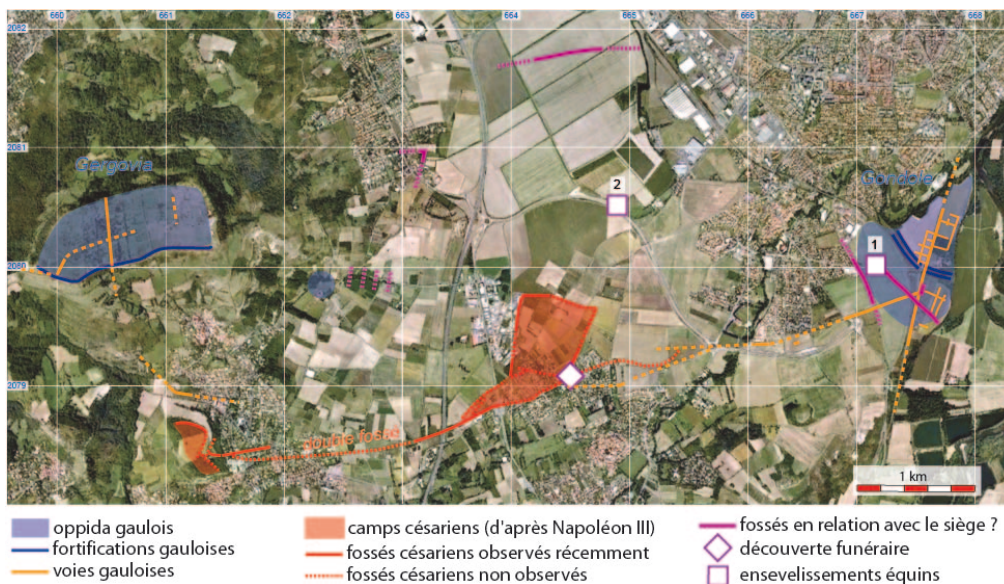 660 661 662 663 664 665 666 667 668
2082
2081
Gergovia
Gondole
2
1
2080
2079
double fossé
1 km
oppida gaulois
fortifications gauloises
voies gauloises
camps césariens (d'après Napoléon III)
fossés césariens observés récemment
fossés césariens non observés
fossés en relation avec le siège ?
découverte funéraire
ensevelissements équins